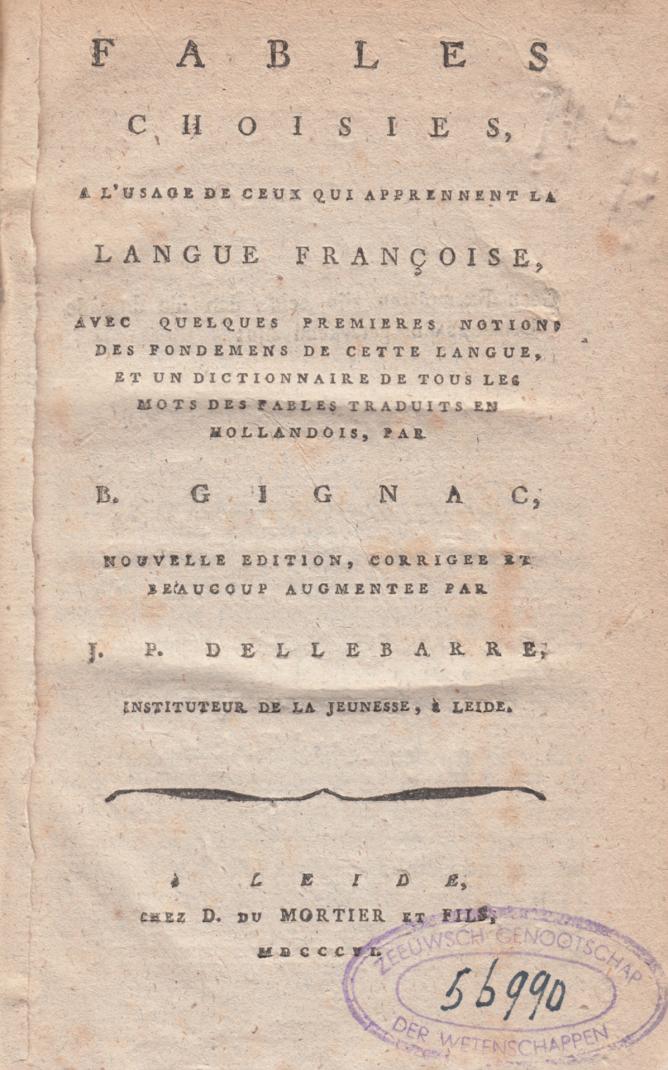 FABLES
CHOISIES,
A L'USAGE DE CEUX QUI APPRENNENT LA
LANGUE FRANÇOISE,
AVEC QUELQUES PREMIERES NOTIONS
DES FONDEMENS DE CETTE LANGUE,
ET UN DICTIONNAIRE DE TOUS LES
MOTS DES FABLES TRADUITS EN
HOLLANDOIS, PAR
B. GIGNAC,
NOUVELLE EDITION, CORRIGEE ET
BEAUCOUP AUGMENTEE PAR
J. P. DELLEBARRE,
INSTITUTEUR DE LA JEUNESSE, à LEIDE.
à LEIDE,
CHEZ D. DU MORTIER ET FILS,
ZEEUWSCH GENOOTSCHAP
56990
DER WETENSCHAPPEN